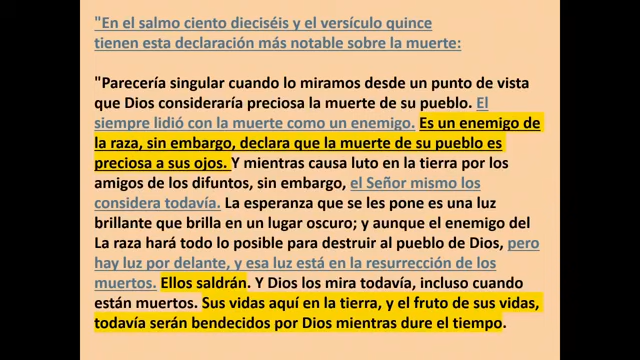 "En el salmo ciento dieciséis y el versículo quince
tienen esta declaración más notable sobre la muerte:
"Parecería singular cuando lo miramos desde un punto de vista
que Dios consideraría preciosa la muerte de su pueblo. El
siempre lidió con la muerte como un enemigo. Es un enemigo de
la raza, sin embargo, declara que la muerte de su pueblo es
preciosa a sus ojos. Y mientras causa luto en la tierra por los
amigos de los difuntos, sin embargo, el Señor mismo los
considera todavía. La esperanza que se les pone es una luz
brillante que brilla en un lugar oscuro; y aunque el enemigo del
La raza hará todo lo posible para destruir al pueblo de Dios, pero
hay luz por delante, y esa luz está en la resurrección de los
muertos. Ellos saldrán. Y Dios los mira todavía, incluso cuando
están muertos. Sus vidas aquí en la tierra, y el fruto de sus vidas,
todavía serán bendecidos por Dios mientras dure el tiempo.